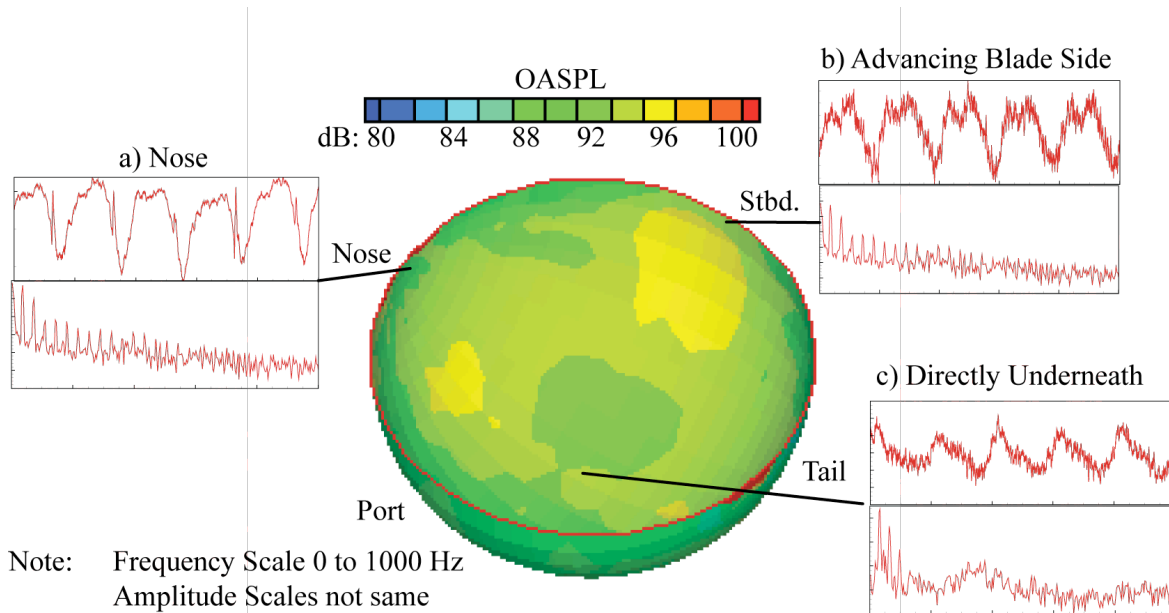 OASPL
dB: 80 84 88 92 96 100
a) Nose
b) Advancing Blade Side
Stbd.
Nose
c) Directly Underneath
Tail
Port
Note: Frequency Scale 0 to 1000 Hz
Amplitude Scales not same